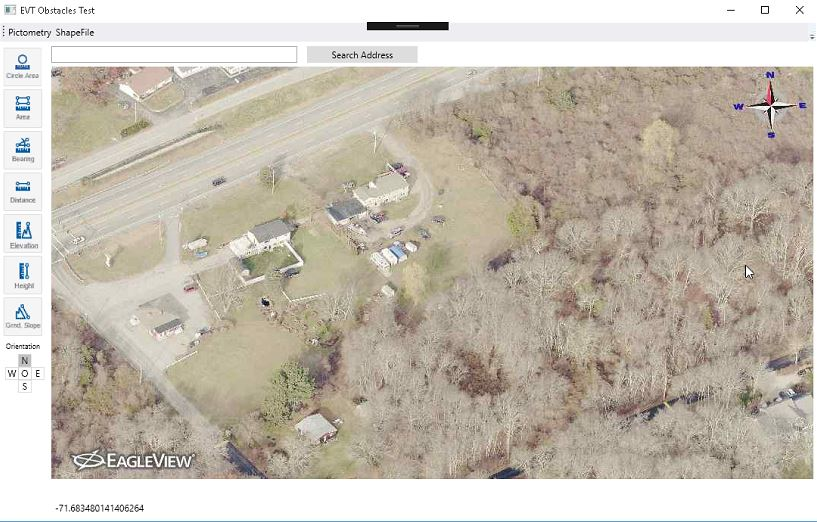 EVT Obstacles Test
Pictometry ShapeFile
Search Address
Circle Area
Area
Bearing
Distance
Elevation
Height
Grnd. Slope
Orientation
N
W O E
S
N
W E
S
EAGLEVIEW®
-71.683480141406264